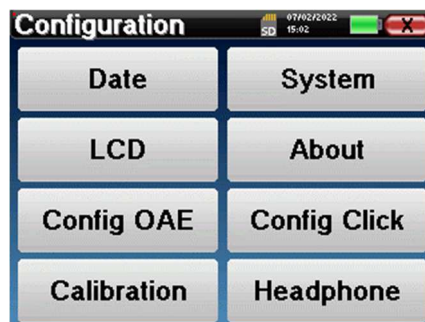 Configuration
SD
07/02/2022
15:02
X
Date
System
LCD
About
Config OAE
Config Click
Calibration
Headphone